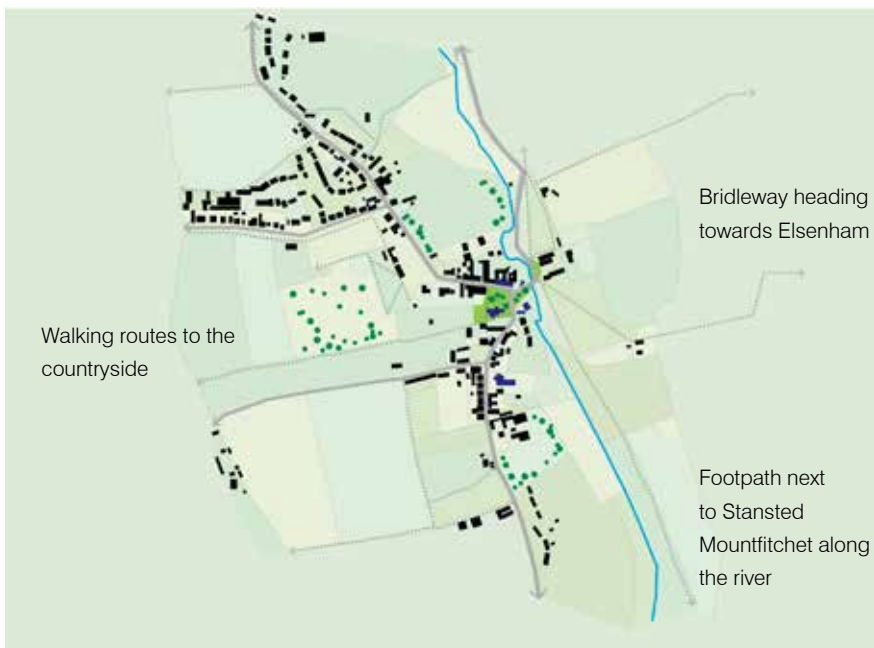 Bridleway heading
towards Elsenham
Walking routes to the
countryside
Footpath next
to Stansted
Mountfitchet along
the river